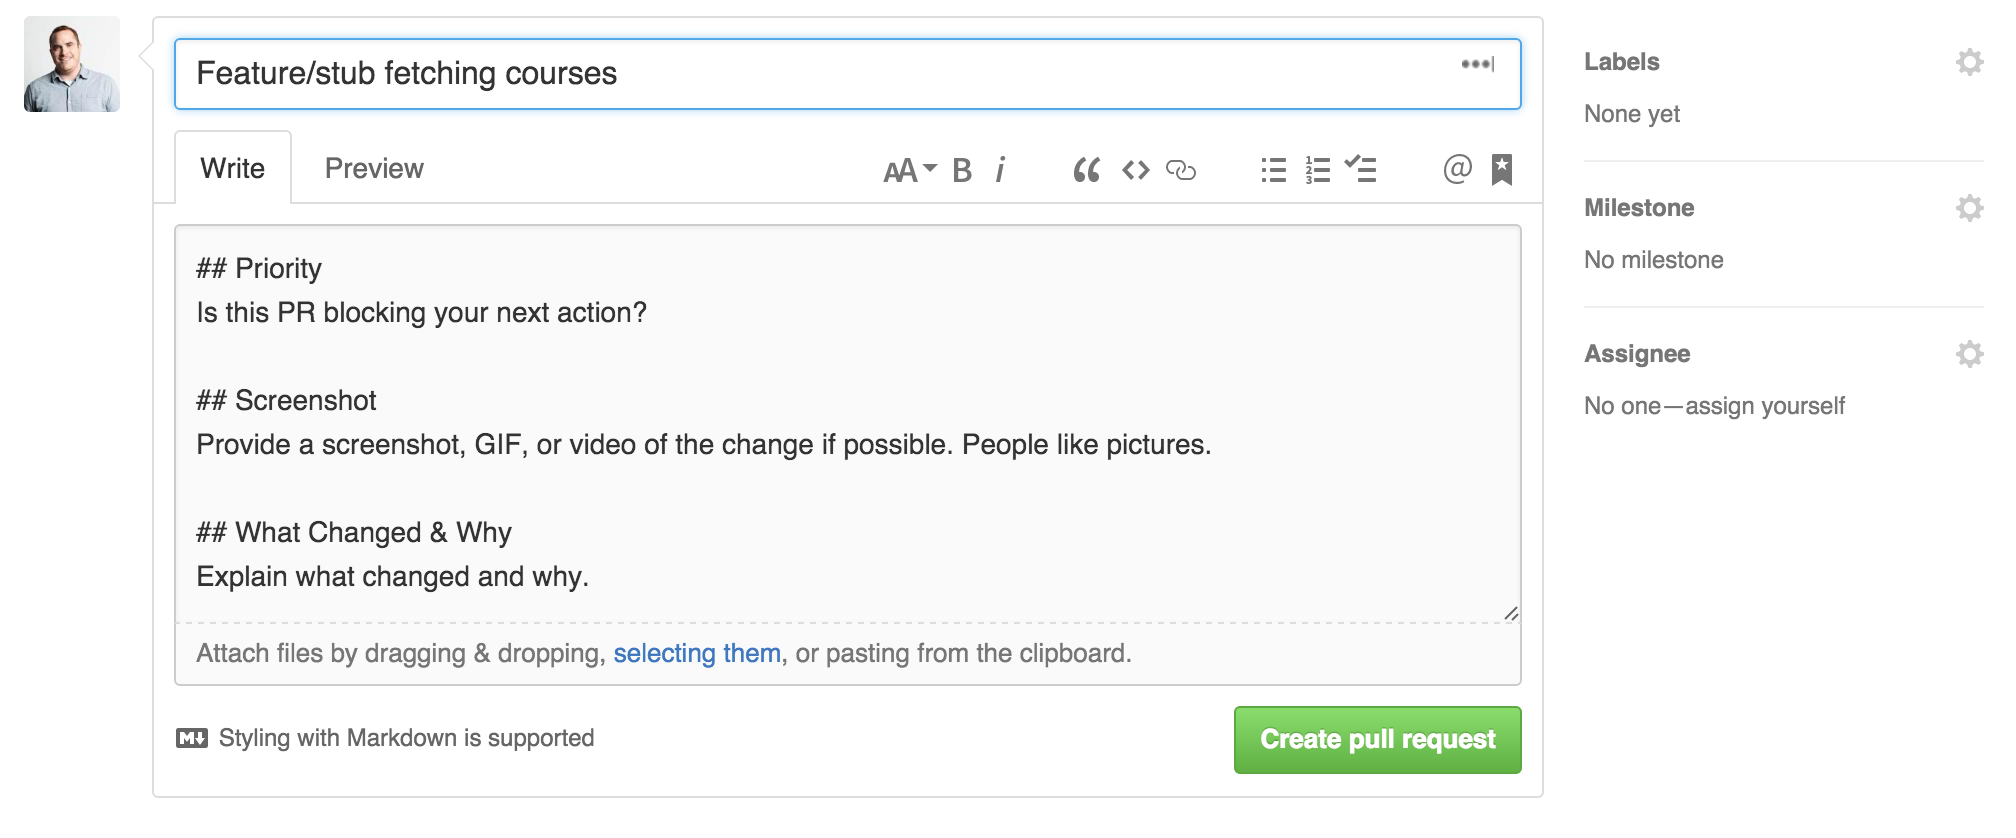 Feature/stub fetching courses
Write Preview
AA B i
## Priority
Is this PR blocking your next action?
## Screenshot
Provide a screenshot, GIF, or video of the change if possible. People like pictures.
## What Changed & Why
Explain what changed and why.
Attach files by dragging & dropping, selecting them, or pasting from the clipboard.
M↓ Styling with Markdown is supported
Create pull request
Labels
None yet
Milestone
No milestone
Assignee
No one—assign yourself